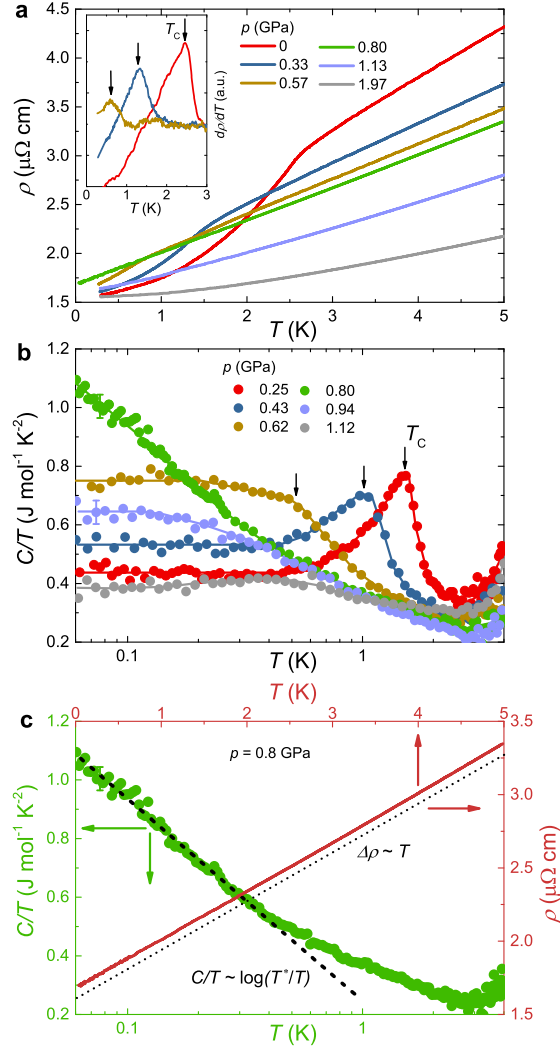 a
4.5
4.0
3.5
3.0
2.5
2.0
1.5
ρ (μΩ cm)
T_C
0 1 2 3
T (K)
dρ/dT (a.u.)
p (GPa)
0 0.80
0.33 1.13
0.57 1.97
0 1 2 3 4 5
T (K)
b
1.2
1.0
0.8
0.6
0.4
0.2
C/T (J mol⁻¹ K⁻²)
p (GPa)
0.25 0.80
0.43 0.94
0.62 1.12
T_C
0.1 1
T (K)
T (K)
c
0 1 2 3 4 5
1.2
1.0
0.8
0.6
0.4
0.2
C/T (J mol⁻¹ K⁻²)
p = 0.8 GPa
Δρ ~ T
C/T ~ log(T*/T)
3.5
3.0
2.5
2.0
1.5
ρ (μΩ cm)
0.1 1
T (K)